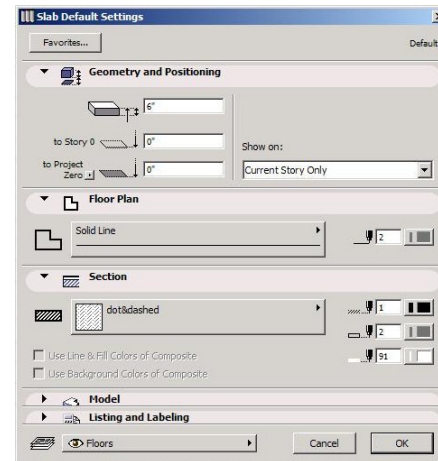 Slab Default Settings
Favorites...
Default
Geometry and Positioning
6"
to Story 0
0"
Show on:
to Project
Zero
0"
Current Story Only
Floor Plan
Solid Line
2
Section
dot&dashed
1
2
Use Line & Fill Colors of Composite
91
Use Background Colors of Composite
Model
Listing and Labeling
Floors
Cancel
OK